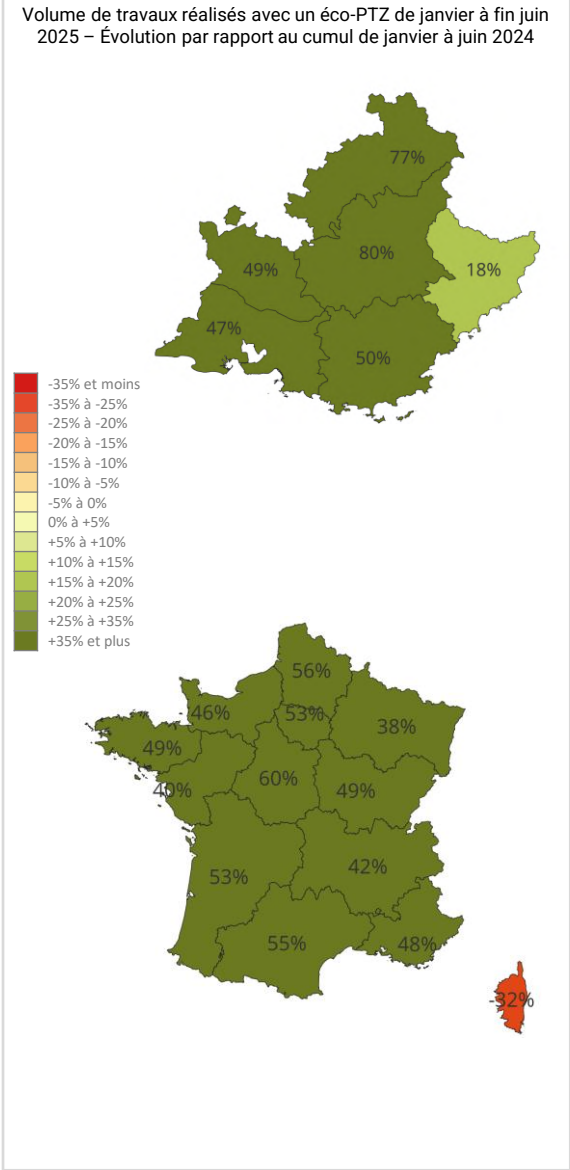 Volume de travaux réalisés avec un éco-PTZ de janvier à fin juin
2025 – Évolution par rapport au cumul de janvier à juin 2024
77%
80%
49%
18%
47%
50%
-35% et moins
-35% à -25%
-25% à -20%
-20% à -15%
-15% à -10%
-10% à -5%
-5% à 0%
0% à +5%
+5% à +10%
+10% à +15%
+15% à +20%
+20% à +25%
+25% à +35%
+35% et plus
56%
46%
53%
38%
49%
60%
40%
49%
53%
42%
55%
48%
-32%